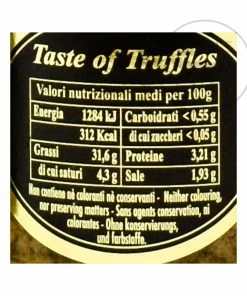 Taste of Truffles
Valori nutrizionali medi per 100g
Energia 1284 kJ Carboidrati <0,55 g
312 Kcal di cui zuccheri <0,05 g
Grassi 31,6 g Proteine 3,21 g
di cui saturi 4,3 g Sale 1,93 g
Non contiene nè coloranti nè conservanti - Neither colouring,
nor preserving matters - Sans agents conservation, ni
colorantes - Ohne konservierungs,
und farbstoffe.